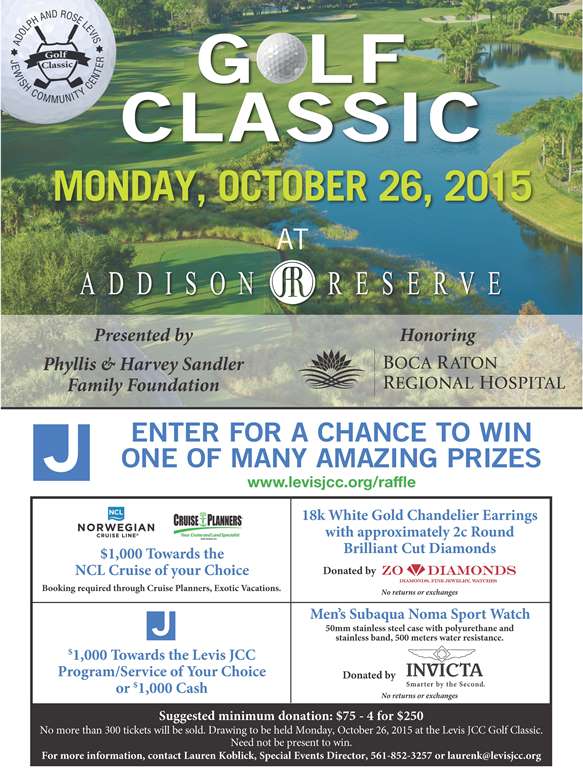 ADOLPH AND ROSE LEVIS
Golf
Classic
JEWISH COMMUNITY CENTER
GOLF
CLASSIC
MONDAY, OCTOBER 26, 2015
AT
ADDISON AR RESERVE
Presented by
Phyllis & Harvey Sandler
Family Foundation
Honoring
BOCA RATON
REGIONAL HOSPITAL
J
ENTER FOR A CHANCE TO WIN
ONE OF MANY AMAZING PRIZES
www.levisjcc.org/raffle
NCL
NORWEGIAN
CRUISE LINE®
CRUISE PLANNERS
Your Cruise and Land Specialist
$1,000 Towards the
NCL Cruise of your Choice
Booking required through Cruise Planners, Exotic Vacations.
18k White Gold Chandelier Earrings
with approximately 2c Round
Brilliant Cut Diamonds
Donated by ZO DIAMONDS
DIAMONDS, FINE JEWELRY, WATCHES
No returns or exchanges
J
$1,000 Towards the Levis JCC
Program/Service of Your Choice
or $1,000 Cash
Men's Subaqua Noma Sport Watch
50mm stainless steel case with polyurethane and
stainless band, 500 meters water resistance.
Donated by INVICTA
Smarter by the Second.
No returns or exchanges
Suggested minimum donation: $75 - 4 for $250
No more than 300 tickets will be sold. Drawing to be held Monday, October 26, 2015 at the Levis JCC Golf Classic.
Need not be present to win.
For more information, contact Lauren Koblick, Special Events Director, 561-852-3257 or laurenk@levisjcc.org